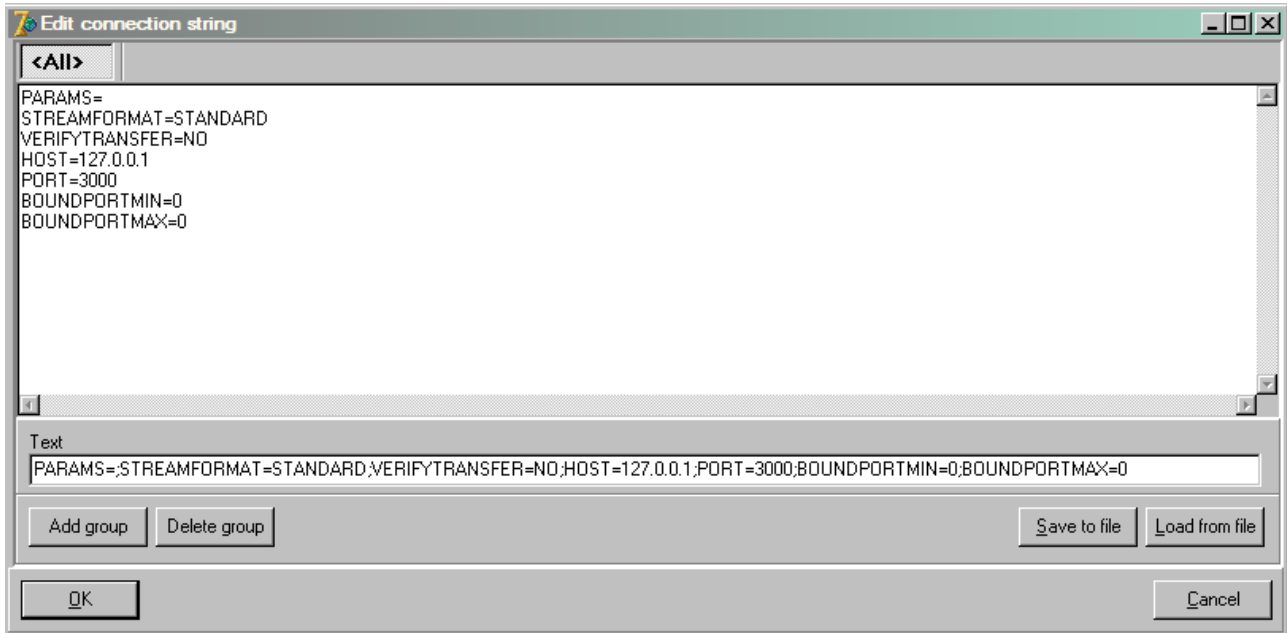 Edit connection string
<All>
PARAMS=
STREAMFORMAT=STANDARD
VERIFYTRANSFER=NO
HOST=127.0.0.1
PORT=3000
BOUNDPORTMIN=0
BOUNDPORTMAX=0
Text
PARAMS=;STREAMFORMAT=STANDARD;VERIFYTRANSFER=NO;HOST=127.0.0.1;PORT=3000;BOUNDPORTMIN=0;BOUNDPORTMAX=0
Add group Delete group Save to file Load from file
OK Cancel